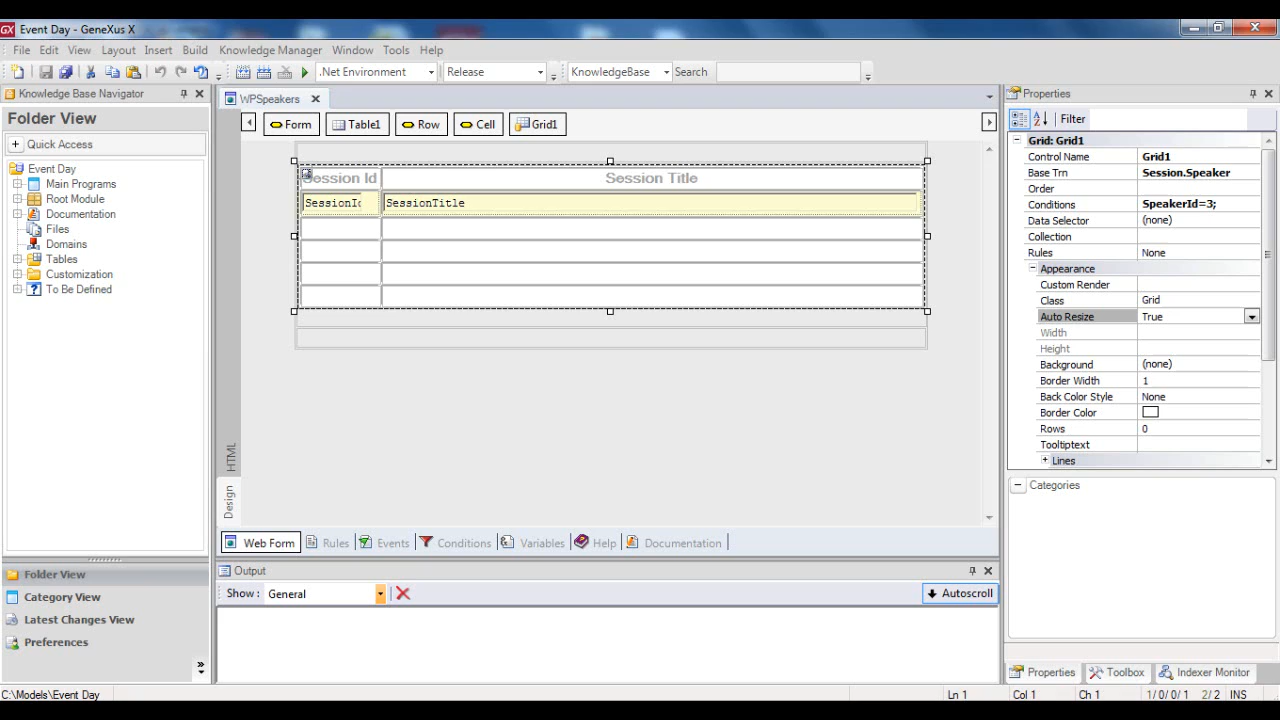 GX Event Day - GeneXus X
File Edit View Layout Insert Build Knowledge Manager Window Tools Help
.Net Environment Release KnowledgeBase Search
Knowledge Base Navigator
Folder View
Quick Access
Event Day
Main Programs
Root Module
Documentation
Files
Domains
Tables
Customization
To Be Defined
Folder View
Category View
Latest Changes View
Preferences
WPSpeakers
Form Table1 Row Cell Grid1
Session Id Session Title
SessionId SessionTitle
HTML
Design
Web Form Rules Events Conditions Variables Help Documentation
Output
Show : General Autoscroll
Properties
Filter
Grid: Grid1
Control Name Grid1
Base Trn Session.Speaker
Order
Conditions SpeakerId=3;
Data Selector (none)
Collection
Rules None
Appearance
Custom Render
Class Grid
Auto Resize True
Width
Height
Background (none)
Border Width 1
Back Color Style None
Border Color
Rows 0
Tooltiptext
Lines
Categories
Properties Toolbox Indexer Monitor
C:\Models\Event Day Ln 1 Col 1 Ch 1 1/0/0/1 2/2 INS